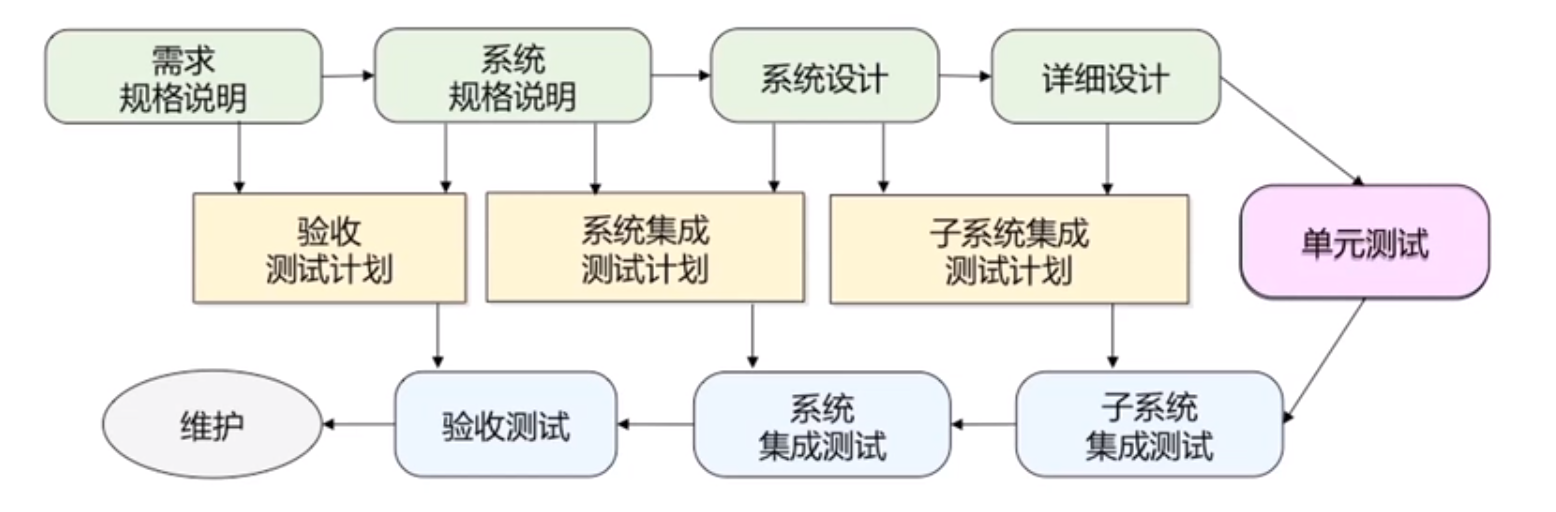 需求
规格说明
系统
规格说明
系统设计
详细设计
验收
测试计划
系统集成
测试计划
子系统集成
测试计划
单元测试
维护
验收测试
系统
集成测试
子系统
集成测试